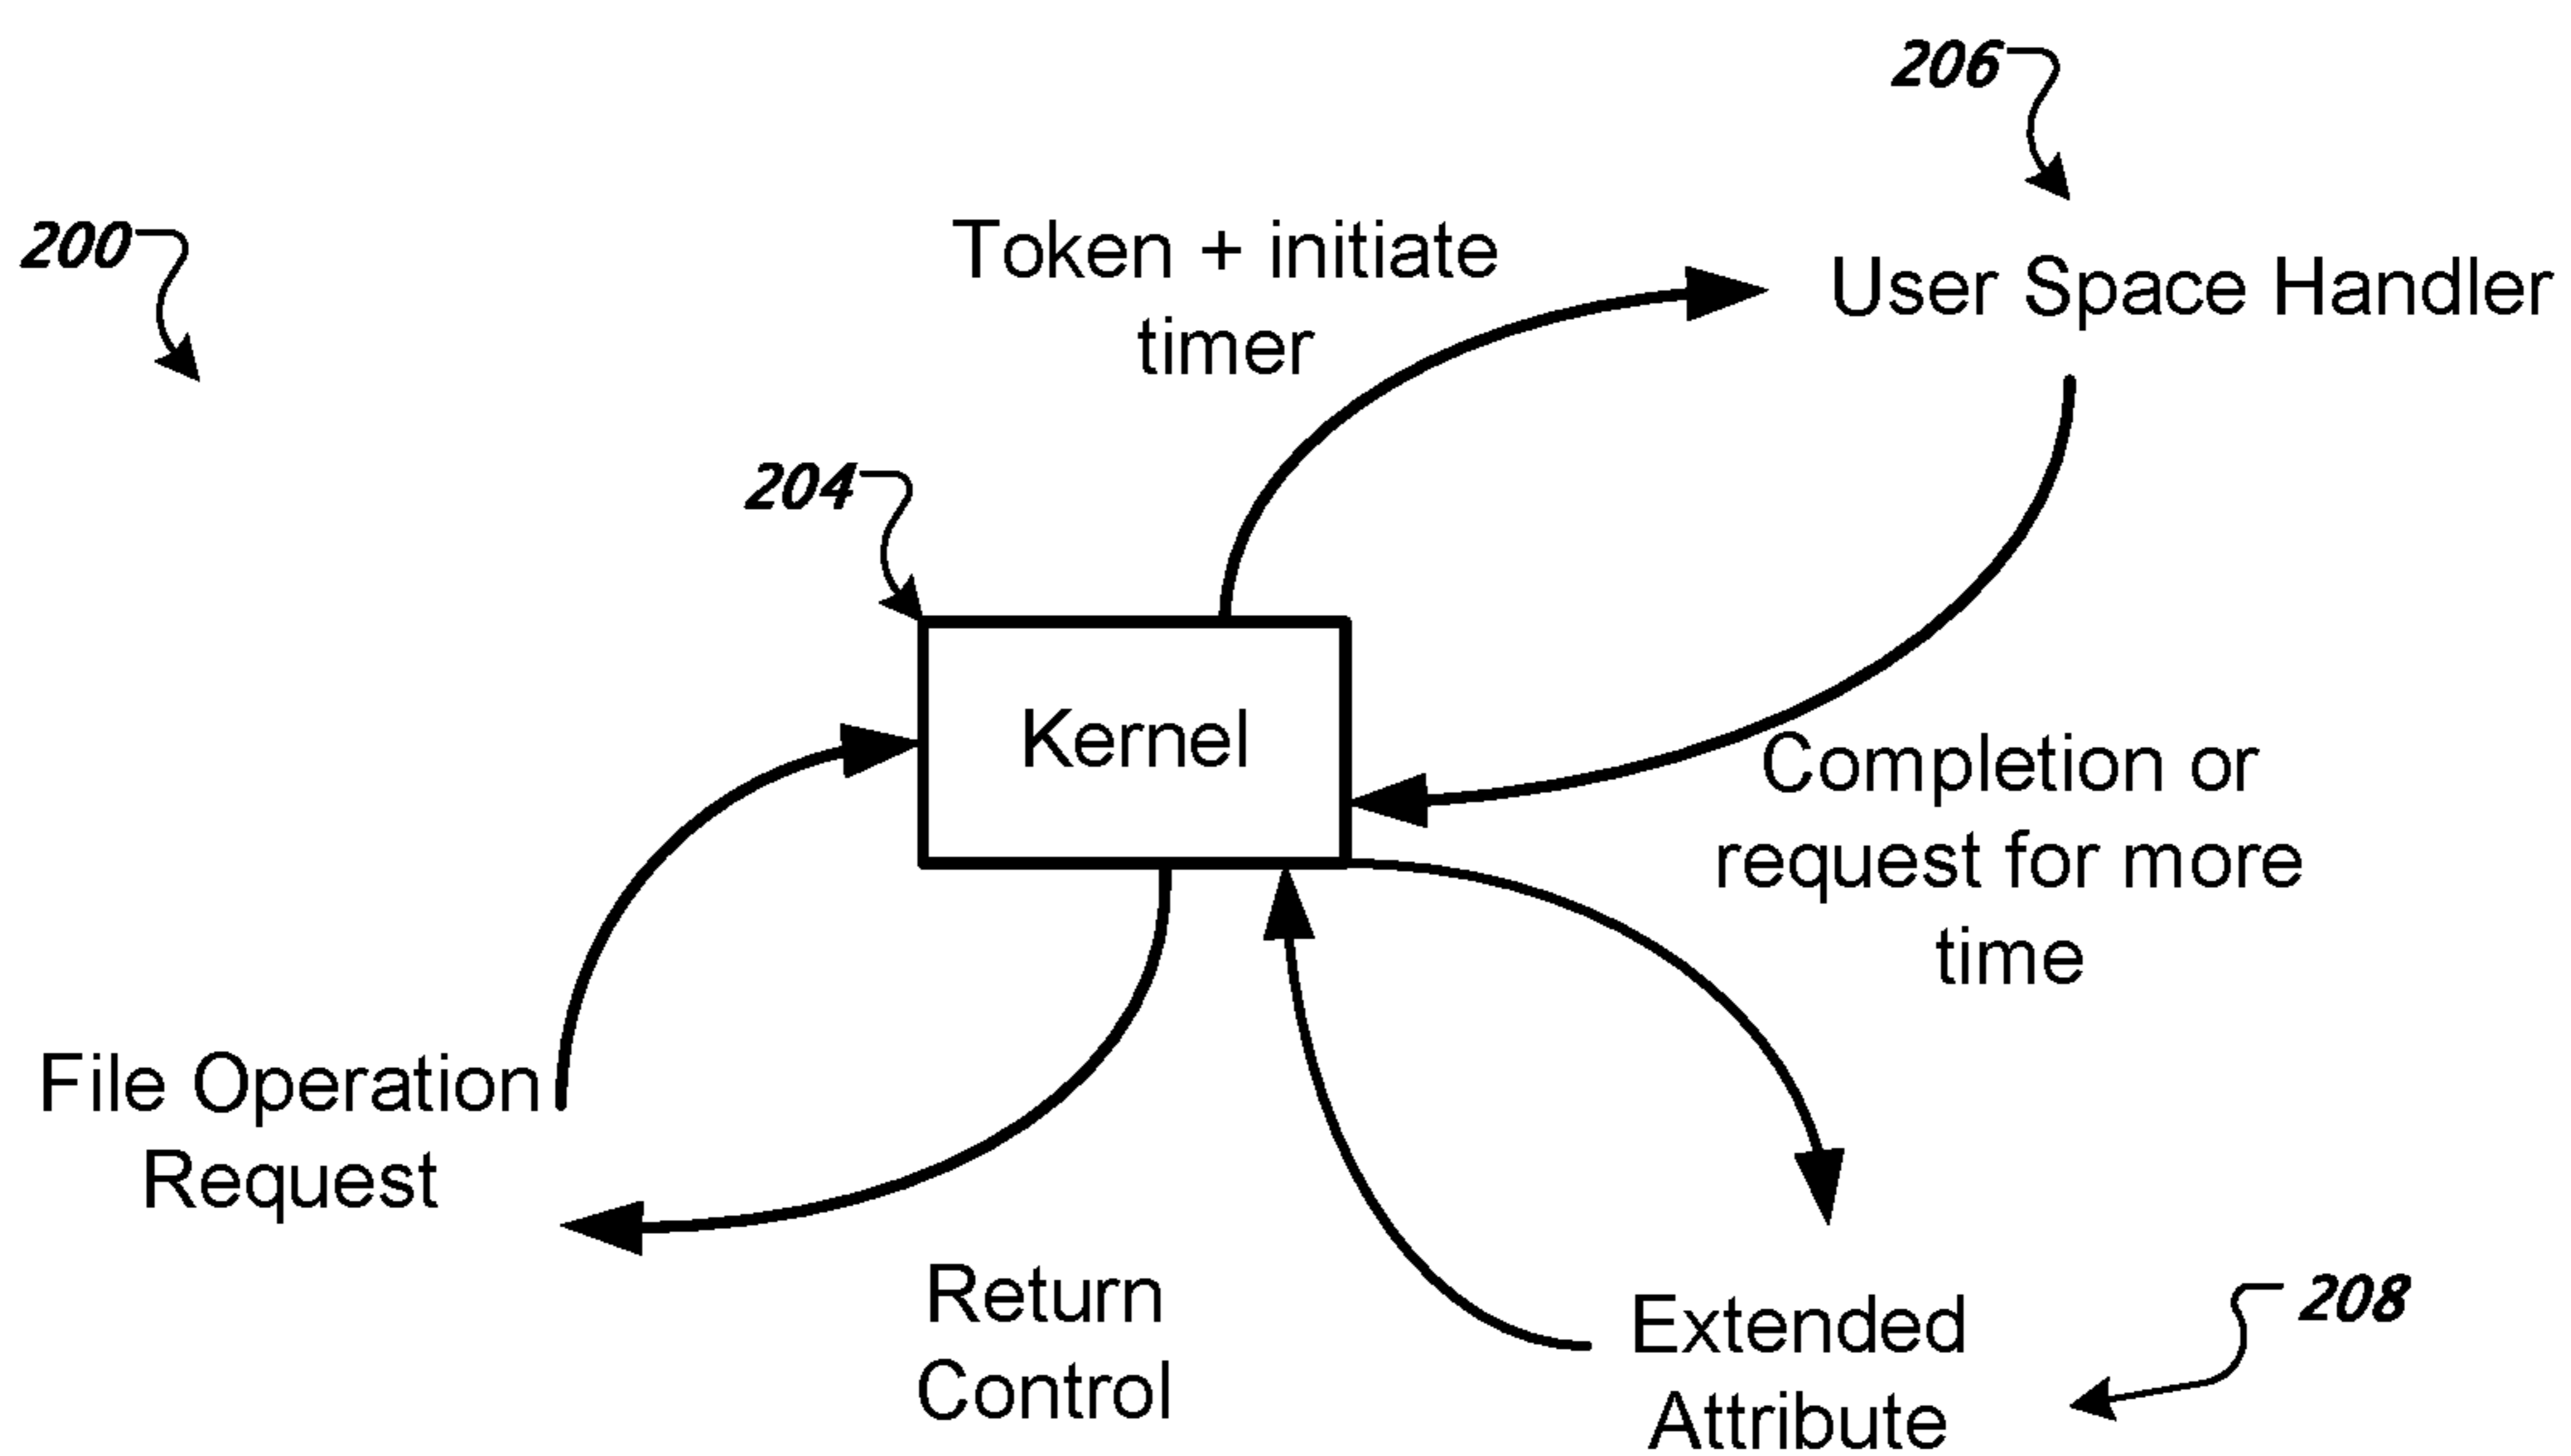 206
200
Token + initiate
timer
User Space Handler
204
Kernel
Completion or
request for more
time
File Operation
Request
Return
Control
Extended
Attribute
208